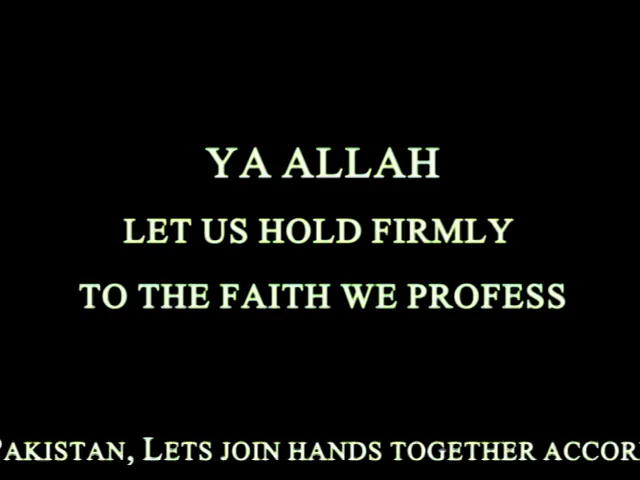 YA ALLAH
LET US HOLD FIRMLY
TO THE FAITH WE PROFESS
PAKISTAN, LETS JOIN HANDS TOGETHER